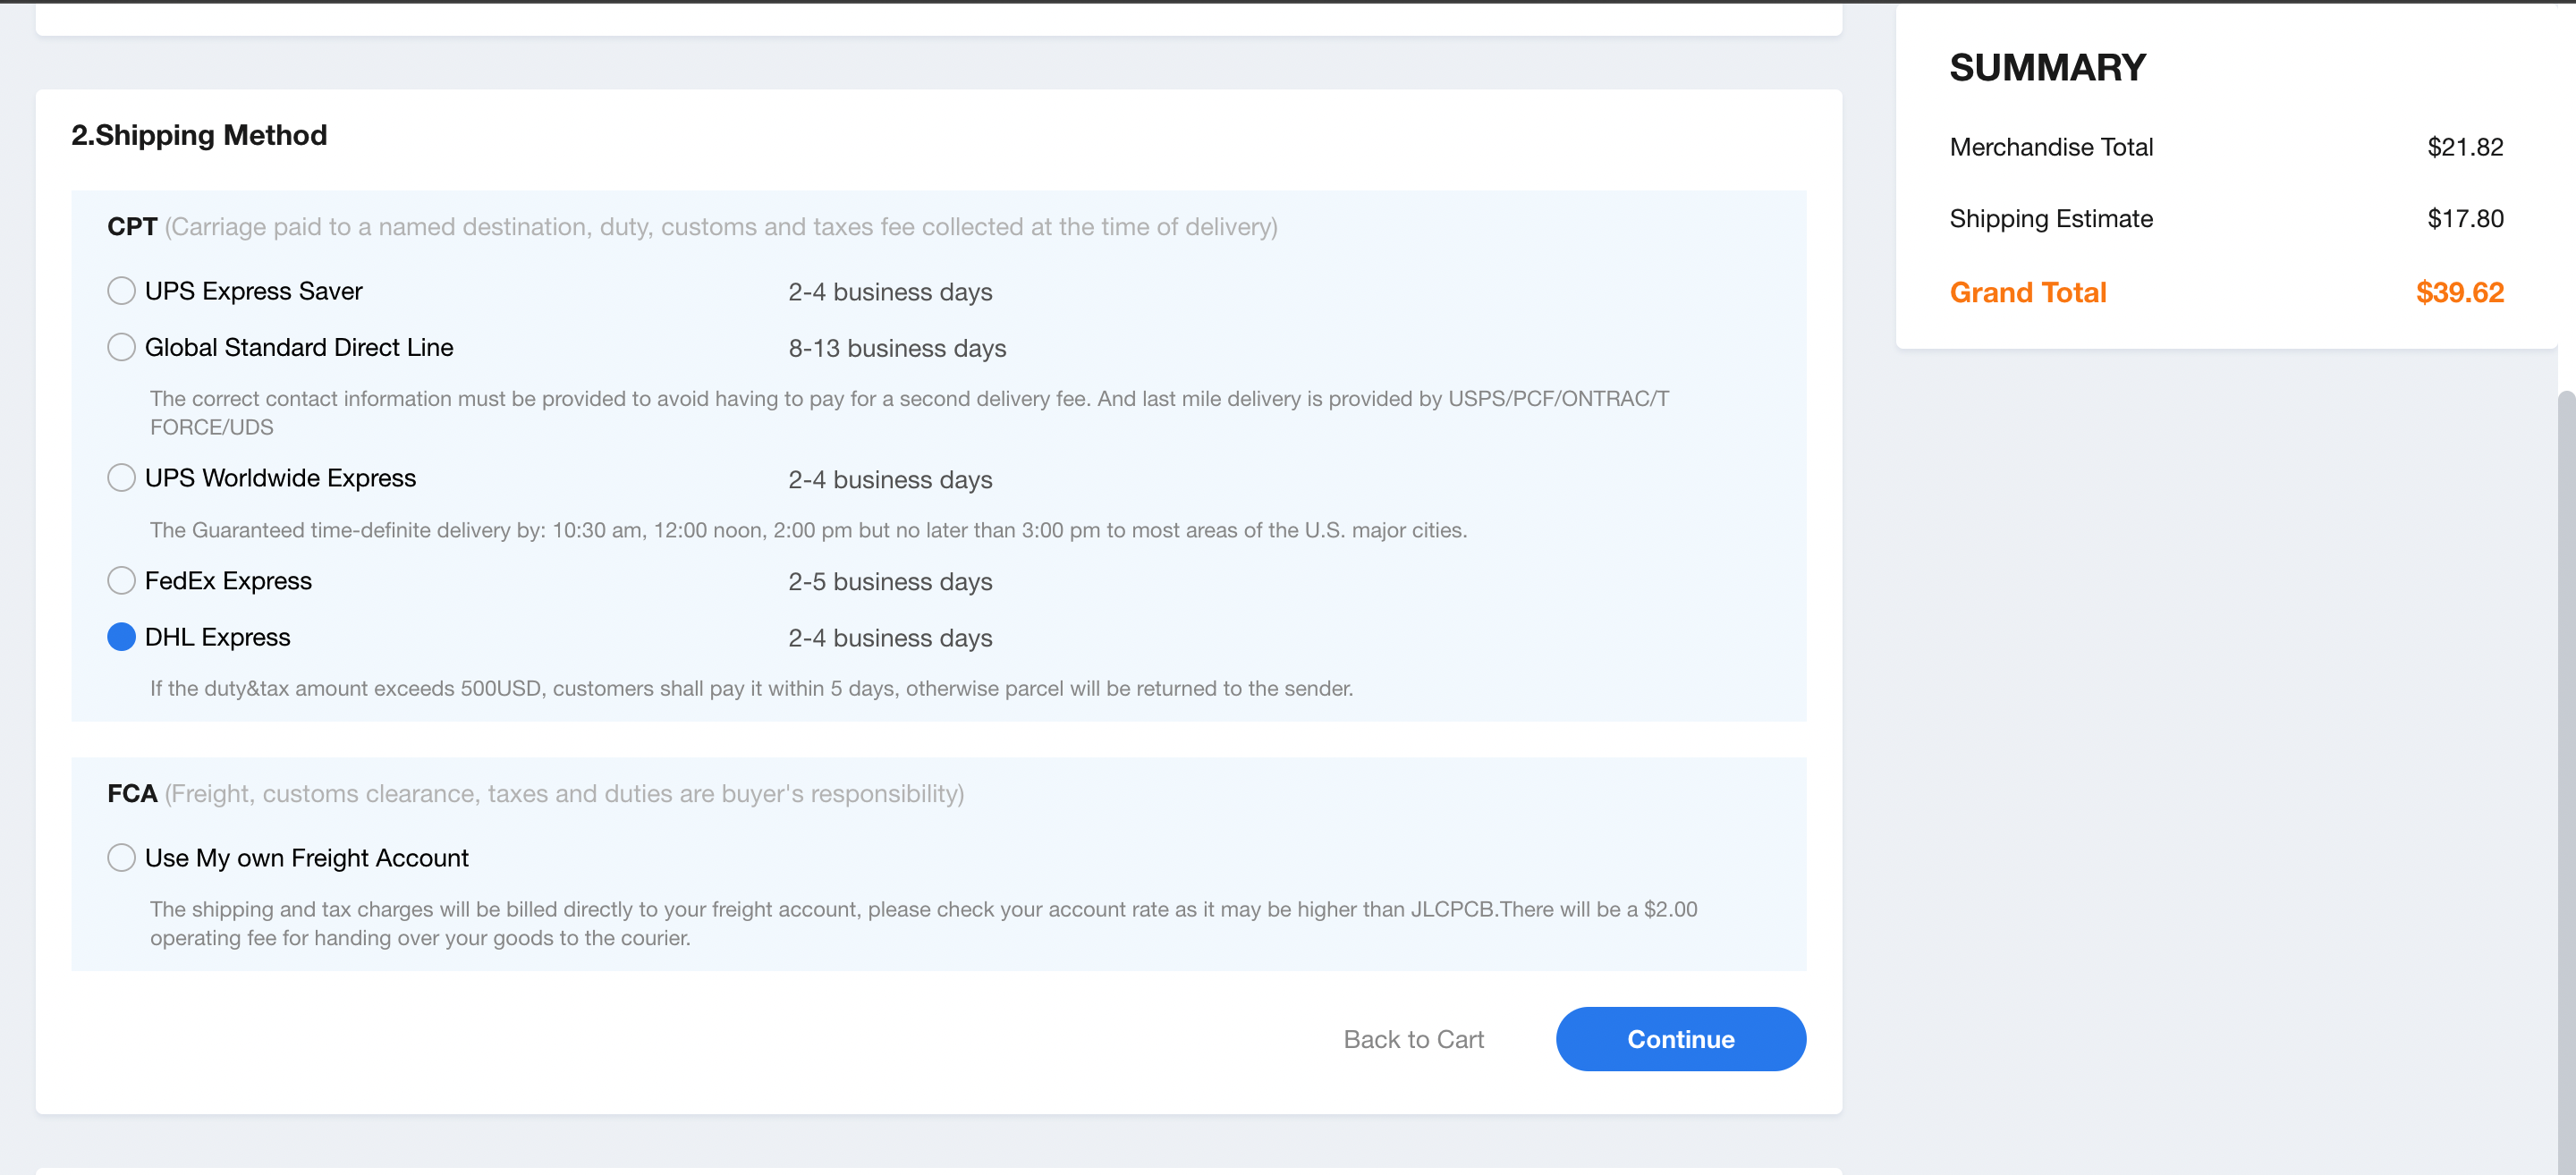 2.Shipping Method
CPT (Carriage paid to a named destination, duty, customs and taxes fee collected at the time of delivery)
UPS Express Saver 2-4 business days
Global Standard Direct Line 8-13 business days
The correct contact information must be provided to avoid having to pay for a second delivery fee. And last mile delivery is provided by USPS/PCF/ONTRAC/T
FORCE/UDS
UPS Worldwide Express 2-4 business days
The Guaranteed time-definite delivery by: 10:30 am, 12:00 noon, 2:00 pm but no later than 3:00 pm to most areas of the U.S. major cities.
FedEx Express 2-5 business days
DHL Express 2-4 business days
If the duty&tax amount exceeds 500USD, customers shall pay it within 5 days, otherwise parcel will be returned to the sender.
FCA (Freight, customs clearance, taxes and duties are buyer's responsibility)
Use My own Freight Account
The shipping and tax charges will be billed directly to your freight account, please check your account rate as it may be higher than JLCPCB.There will be a $2.00
operating fee for handing over your goods to the courier.
Back to Cart Continue
SUMMARY
Merchandise Total $21.82
Shipping Estimate $17.80
Grand Total $39.62